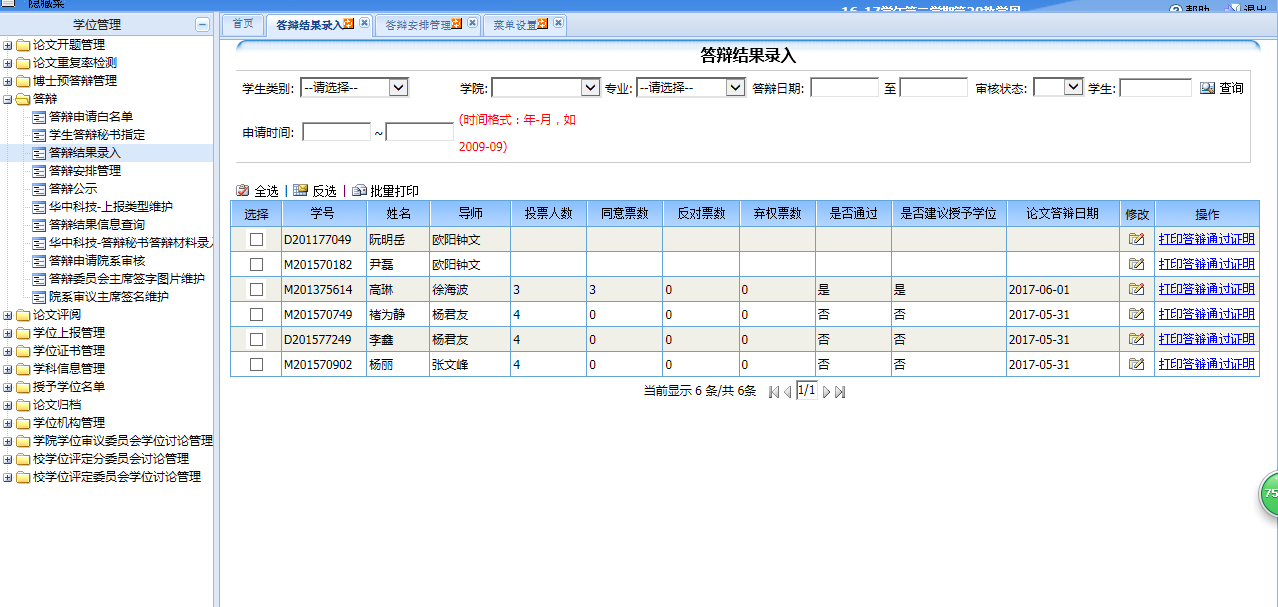 隐藏菜
帮助 退出
学位管理
首页 答辩结果录入 答辩安排管理 菜单设置
论文开题管理
论文重复率检测
博士预答辩管理
答辩
答辩申请白名单
学生答辩秘书指定
答辩结果录入
答辩安排管理
答辩公示
华中科技-上报类型维护
答辩结果信息查询
华中科技-答辩秘书答辩材料录入
答辩申请院系审核
答辩委员会主席签字图片维护
院系审议主席签名维护
论文评阅
学位上报管理
学位证书管理
学科信息管理
授予学位名单
论文归档
学位机构管理
学院学位审议委员会学位讨论管理
校学位评定分委员会讨论管理
校学位评定委员会学位讨论管理
答辩结果录入
学生类别: --请选择-- 学院: 专业: --请选择-- 答辩日期: 至 审核状态: 学生: 查询
申请时间: ~ (时间格式：年-月，如
2009-09)
全选 | 反选 | 批量打印
选择 学号 姓名 导师 投票人数 同意票数 反对票数 弃权票数 是否通过 是否建议授予学位 论文答辩日期 修改 操作
D201177049 阮明岳 欧阳钟文 打印答辩通过证明
M201570182 尹磊 欧阳钟文 打印答辩通过证明
M201375614 高琳 徐海波 3 3 0 0 是 是 2017-06-01 打印答辩通过证明
M201570749 褚为静 杨君友 4 0 0 0 否 否 2017-05-31 打印答辩通过证明
D201577249 李鑫 杨君友 4 0 0 0 否 否 2017-05-31 打印答辩通过证明
M201570902 杨丽 张文峰 4 0 0 0 否 否 2017-05-31 打印答辩通过证明
当前显示 6 条/共 6条 1/1
75